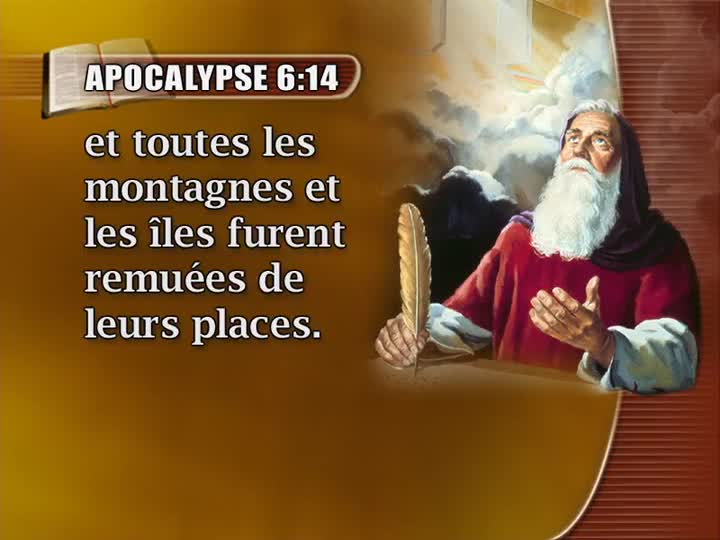 APOCALYPSE 6:14
et toutes les
montagnes et
les îles furent
remuées de
leurs places.